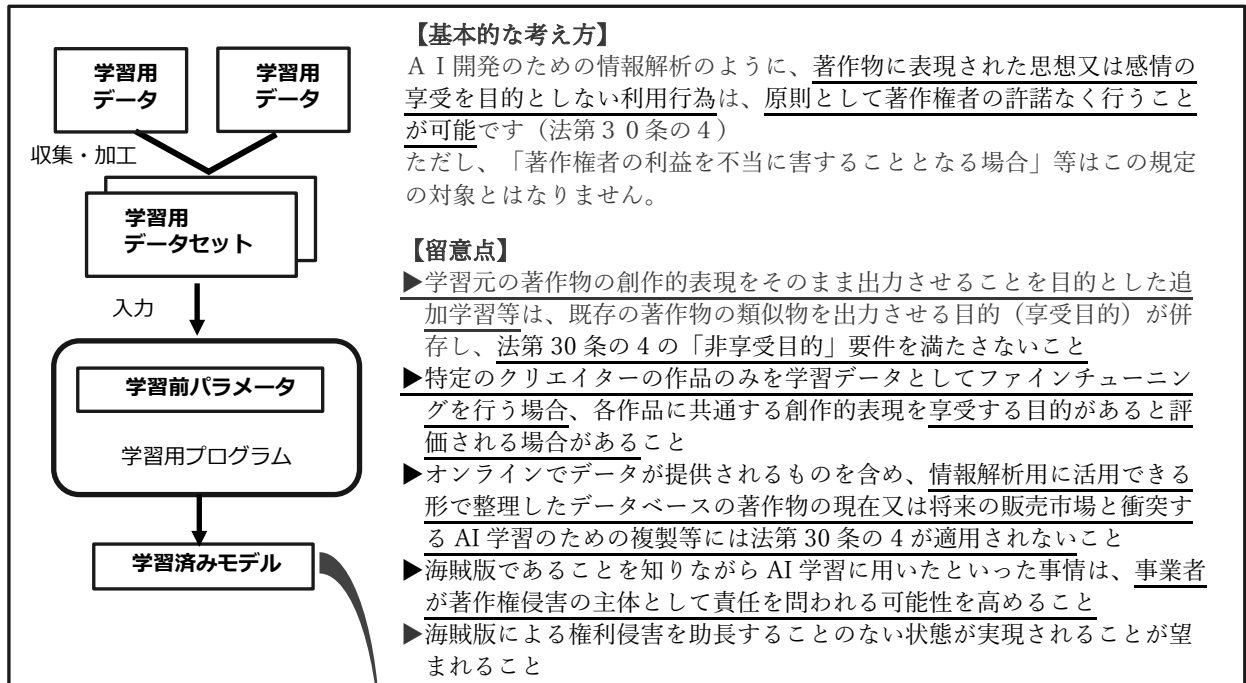 学習用
データ
学習用
データ
収集・加工
学習用
データセット
入力
学習前パラメータ
学習用プログラム
学習済みモデル
【基本的な考え方】
ＡＩ開発のための情報解析のように、著作物に表現された思想又は感情の
享受を目的としない利用行為は、原則として著作権者の許諾なく行うこと
が可能です（法第３０条の４）
ただし、「著作権者の利益を不当に害することとなる場合」等はこの規定
の対象とはなりません。
【留意点】
▶学習元の著作物の創作的表現をそのまま出力させることを目的とした追
加学習等は、既存の著作物の類似物を出力させる目的（享受目的）が併
存し、法第 30 条の 4 の「非享受目的」要件を満たさないこと
▶特定のクリエイターの作品のみを学習データとしてファインチューニン
グを行う場合、各作品に共通する創作的表現を享受する目的があると評
価される場合があること
▶オンラインでデータが提供されるものを含め、情報解析用に活用できる
形で整理したデータベースの著作物の現在又は将来の販売市場と衝突す
る AI 学習のための複製等には法第 30 条の 4 が適用されないこと
▶海賊版であることを知りながら AI 学習に用いたといった事情は、事業者
が著作権侵害の主体として責任を問われる可能性を高めること
▶海賊版による権利侵害を助長することのない状態が実現されることが望
まれること